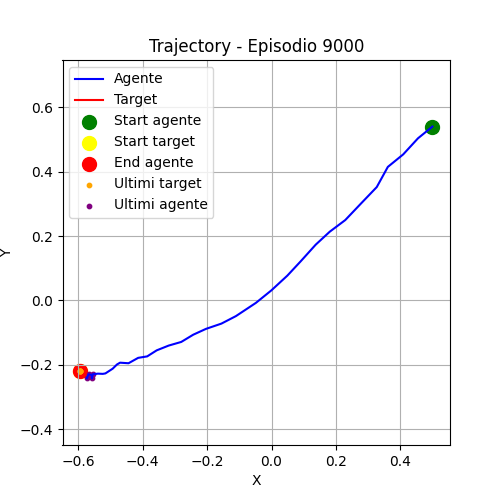 Trajectory - Episodio 9000
Agente
Target
Start agente
Start target
End agente
Ultimi target
Ultimi agente
0.6
0.4
0.2
0.0
−0.2
−0.4
Y
−0.6
−0.4
−0.2
0.0
0.2
0.4
X